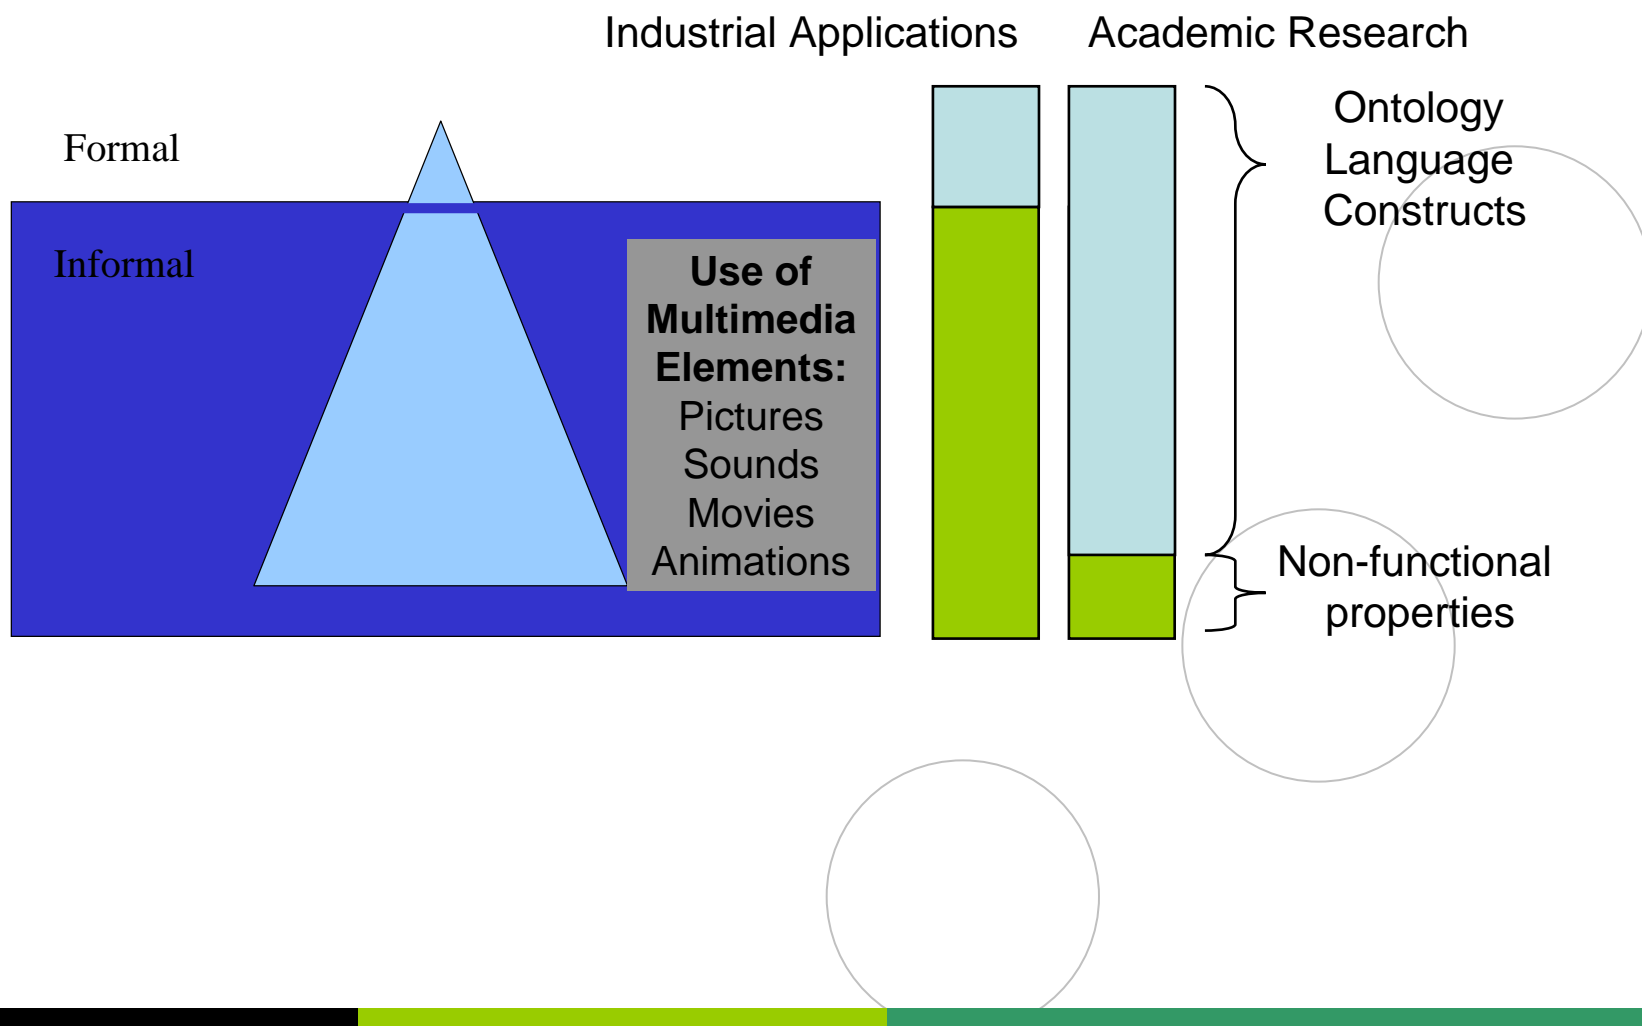 Industrial Applications
Academic Research
Formal
Informal
Use of
Multimedia
Elements:
Pictures
Sounds
Movies
Animations
Ontology
Language
Constructs
Non-functional
properties